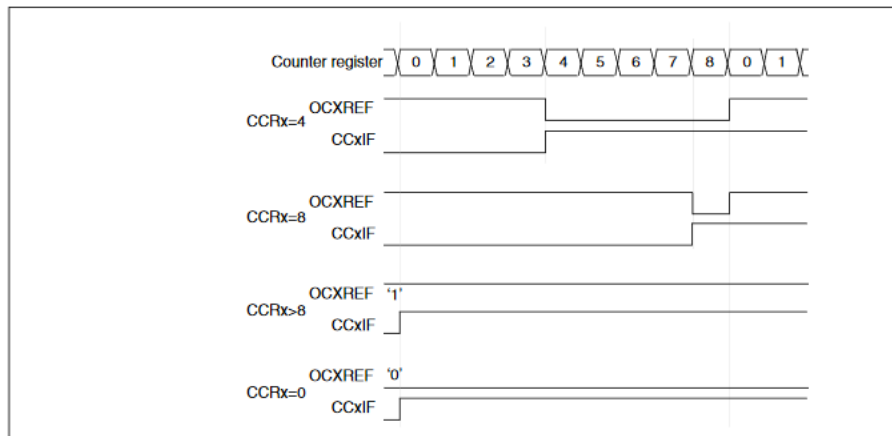 Counter register 0 1 2 3 4 5 6 7 8 0 1
OCXREF
CCRx=4
CCxIF
OCXREF
CCRx=8
CCxIF
OCXREF '1'
CCRx>8
CCxIF
OCXREF '0'
CCRx=0
CCxIF